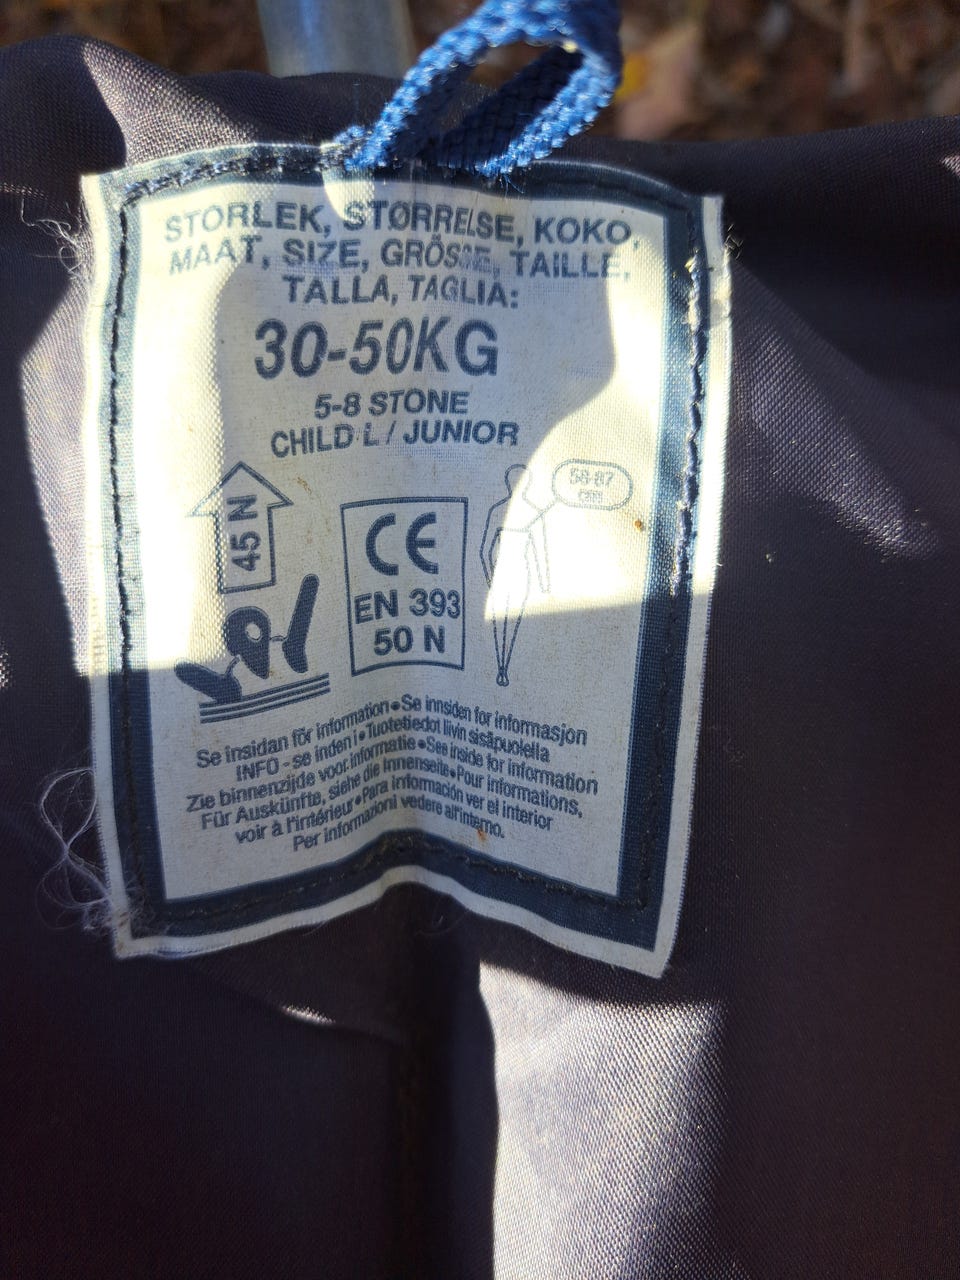 STORLEK, STØRRELSE, KOKO,
MAAT, SIZE, GRÖSSE, TAILLE,
TALLA, TAGLIA:
30-50KG
5-8 STONE
CHILD L / JUNIOR
45 N
CE
EN 393
50 N
Se insidan för information • Se innsiden for informasjon
INFO - se inden i • Tuotetiedot liivin sisäpuolella
Zie binnenzijde voor informatie • See inside for information
Für Auskünfte, siehe die Innenseite • Pour informations,
voir à l'intérieur • Para información ver el interior
Per informazioni vedere all'interno.